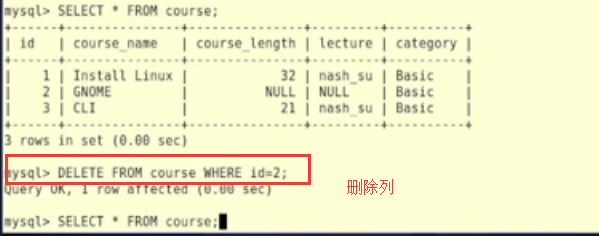 mysql> SELECT * FROM course;
+------+---------------+---------------+---------+----------+
| id | course_name | course_length | lecture | category |
+------+---------------+---------------+---------+----------+
| 1 | Install Linux | 32 | nash_su | Basic |
| 2 | GNOME | NULL | NULL | Basic |
| 3 | CLI | 21 | nash_su | Basic |
+------+---------------+---------------+---------+----------+
3 rows in set (0.00 sec)
mysql> DELETE FROM course WHERE id=2;
Query OK, 1 row affected (0.00 sec)
删除列
mysql> SELECT * FROM course;